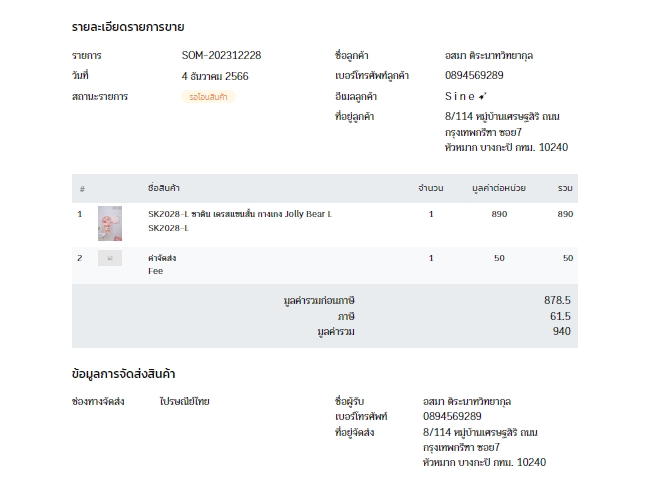 รายละเอียดรายการขาย
รายการ SOM-202312228
วันที่ 4 ธันวาคม 2566
สถานะรายการ รอโอนสินค้า
ชื่อลูกค้า อสมา ติระนาทวิทยากุล
เบอร์โทรศัพท์ลูกค้า 0894569289
อีเมลลูกค้า S i n e ➶
ที่อยู่ลูกค้า 8/114 หมู่บ้านเศรษฐสิริ ถนน
กรุงเทพกรีฑา ซอย7
หัวหมาก บางกะปิ กทม. 10240
# ชื่อสินค้า จำนวน มูลค่าต่อหน่วย รวม
1 SK2028-L ซาติน เดรสแขนสั้น กางเกง Jolly Bear L 1 890 890
SK2028-L
2 ค่าจัดส่ง 1 50 50
Fee
มูลค่ารวมก่อนภาษี 878.5
ภาษี 61.5
มูลค่ารวม 940
ข้อมูลการจัดส่งสินค้า
ช่องทางจัดส่ง ไปรษณีย์ไทย
ชื่อผู้รับ อสมา ติระนาทวิทยากุล
เบอร์โทรศัพท์ 0894569289
ที่อยู่จัดส่ง 8/114 หมู่บ้านเศรษฐสิริ ถนน
กรุงเทพกรีฑา ซอย7
หัวหมาก บางกะปิ กทม. 10240